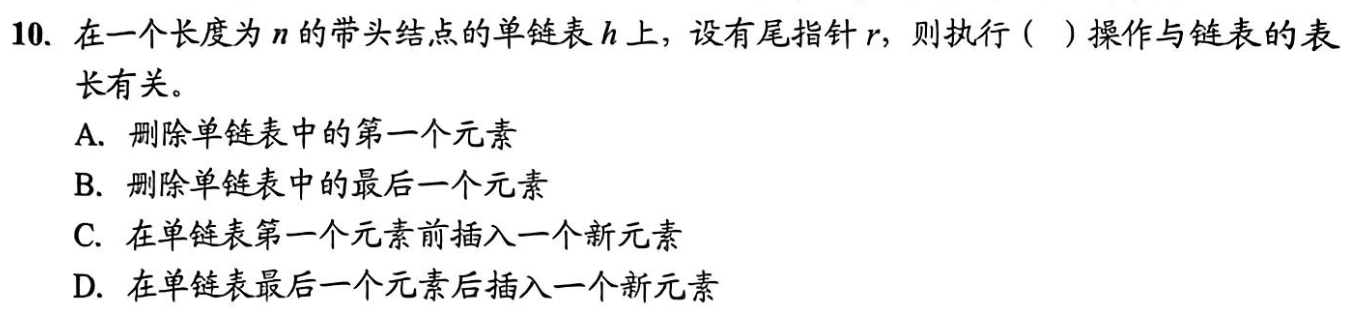 10. 在一个长度为 n 的带头结点的单链表 h 上，设有尾指针 r，则执行（ ）操作与链表的表
长有关。
A. 删除单链表中的第一个元素
B. 删除单链表中的最后一个元素
C. 在单链表第一个元素前插入一个新元素
D. 在单链表最后一个元素后插入一个新元素